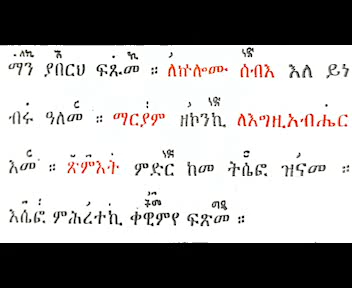 ማን ያበርህ ፍጹመ ። ለኵሎሙ ሰብእ እለ ይነ
ብሩ ዓለመ ። ማርያም ዘኮንኪ ለእግዚአብሔር
እመ ። ጽምእት ምድር ከመ ትሴፎ ዝናመ ።
እሴፎ ምሕረተኪ ቀዊምየ ፍጽመ ።